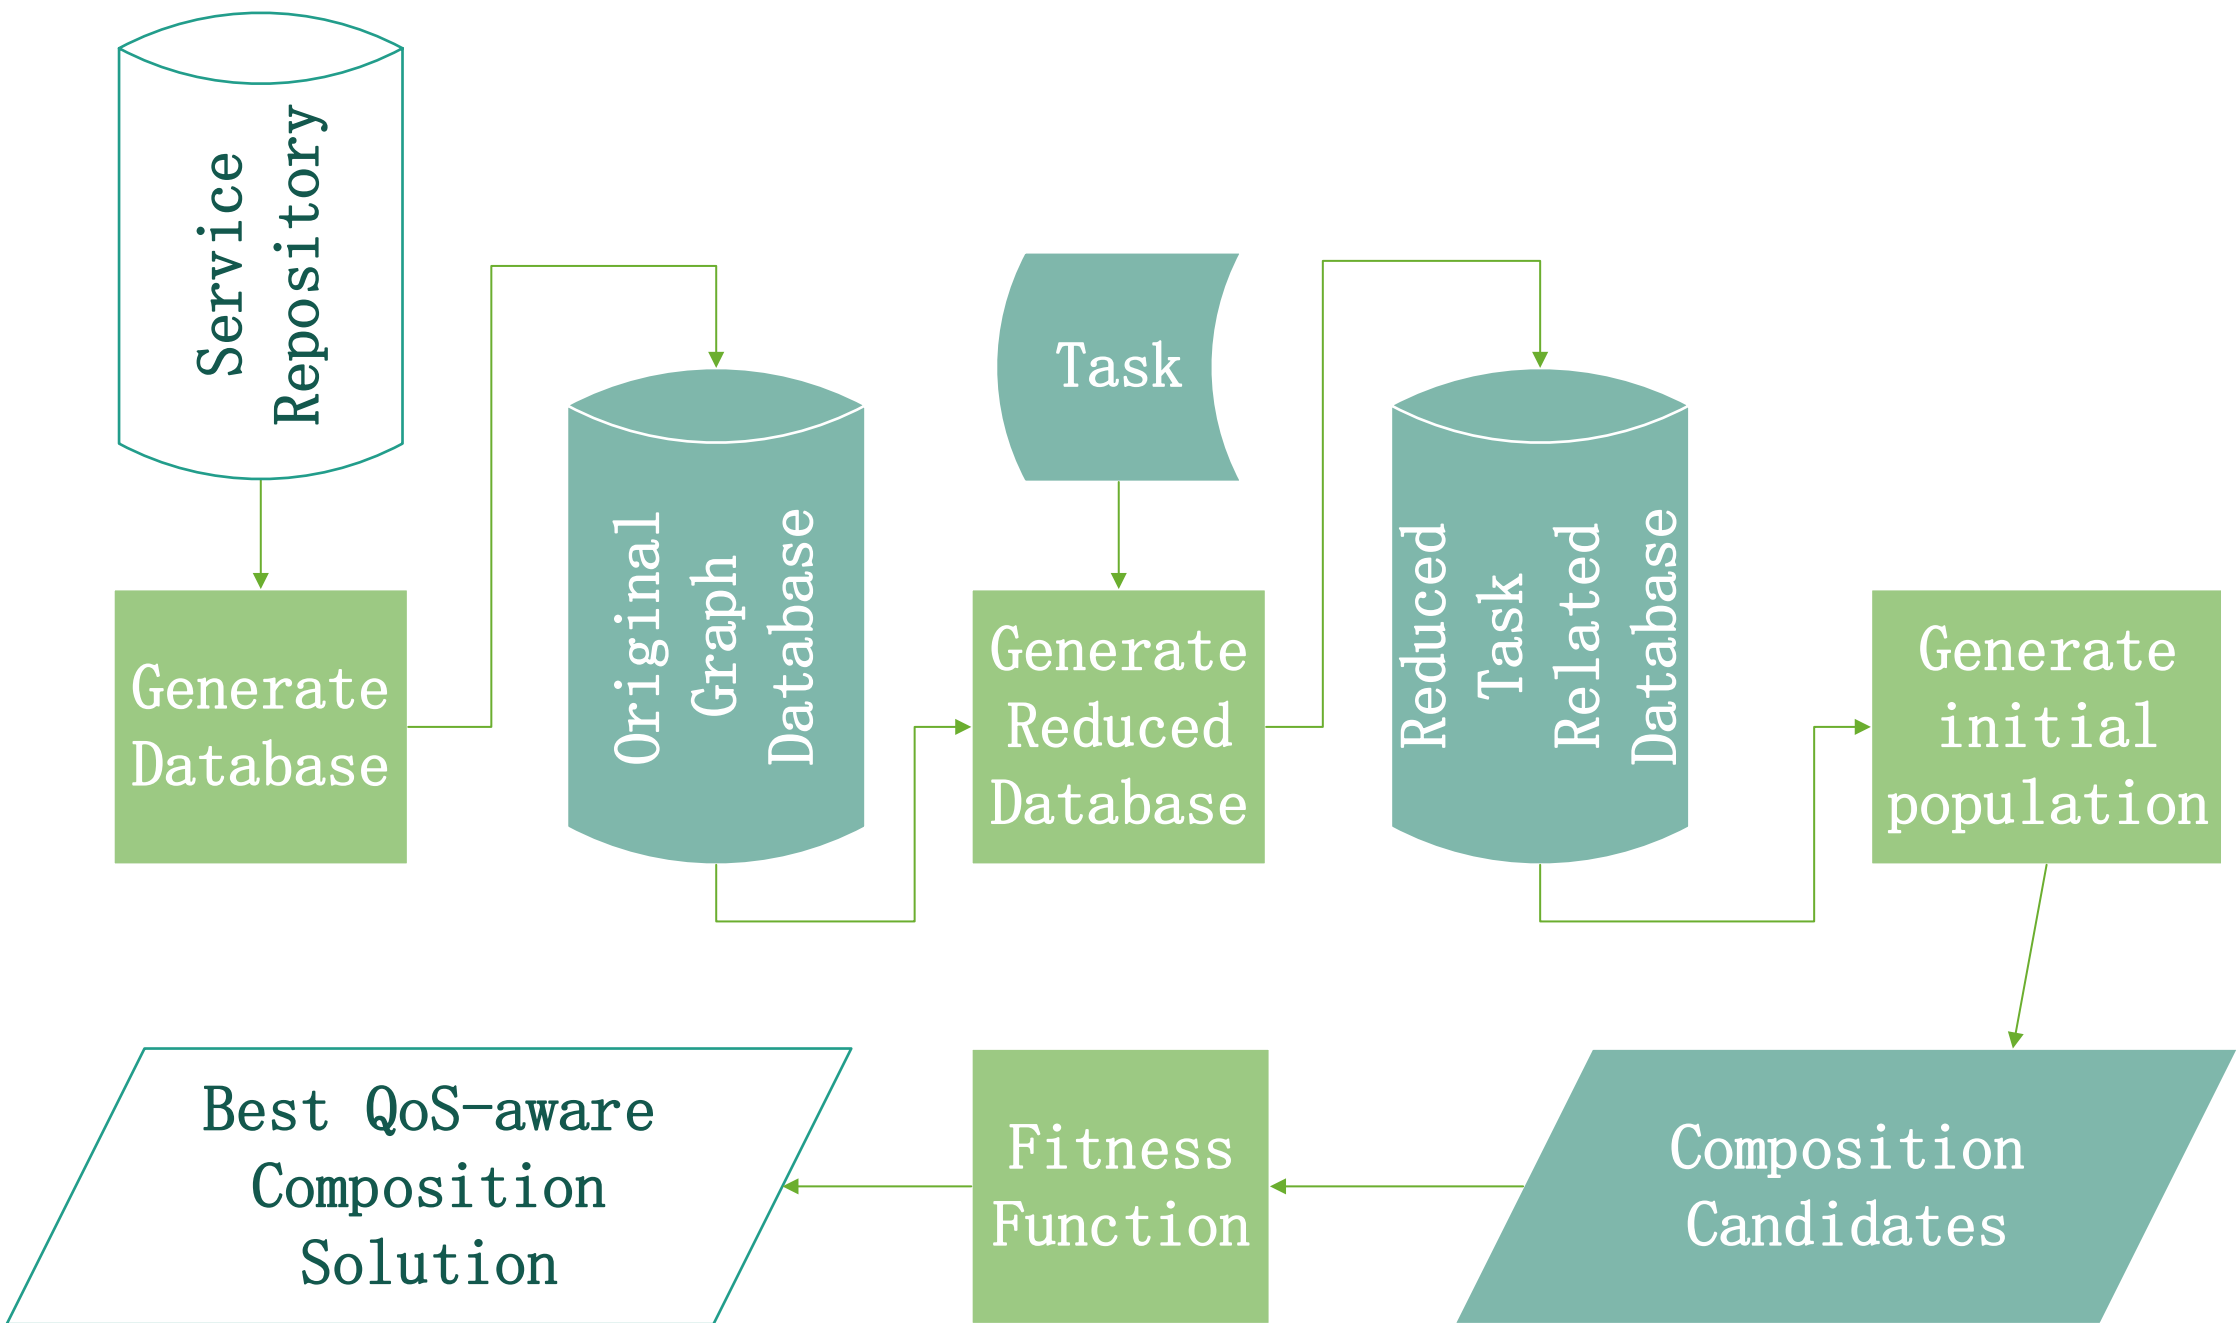 Service
Repository
Generate
Database
Original
Graph
Database
Task
Generate
Reduced
Database
Reduced
Task
Related
Database
Generate
initial
population
Composition
Candidates
Fitness
Function
Best QoS-aware
Composition
Solution